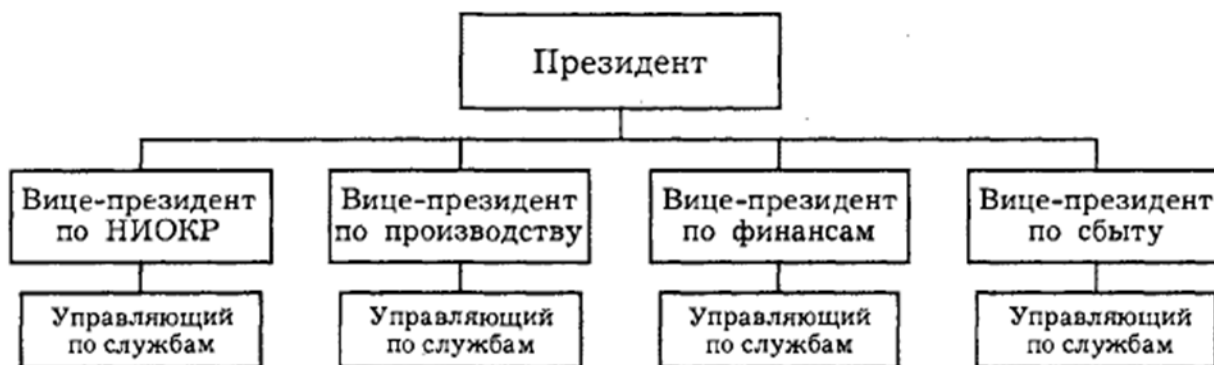 Президент
Вице-президент
по НИОКР
Вице-президент
по производству
Вице-президент
по финансам
Вице-президент
по сбыту
Управляющий
по службам
Управляющий
по службам
Управляющий
по службам
Управляющий
по службам